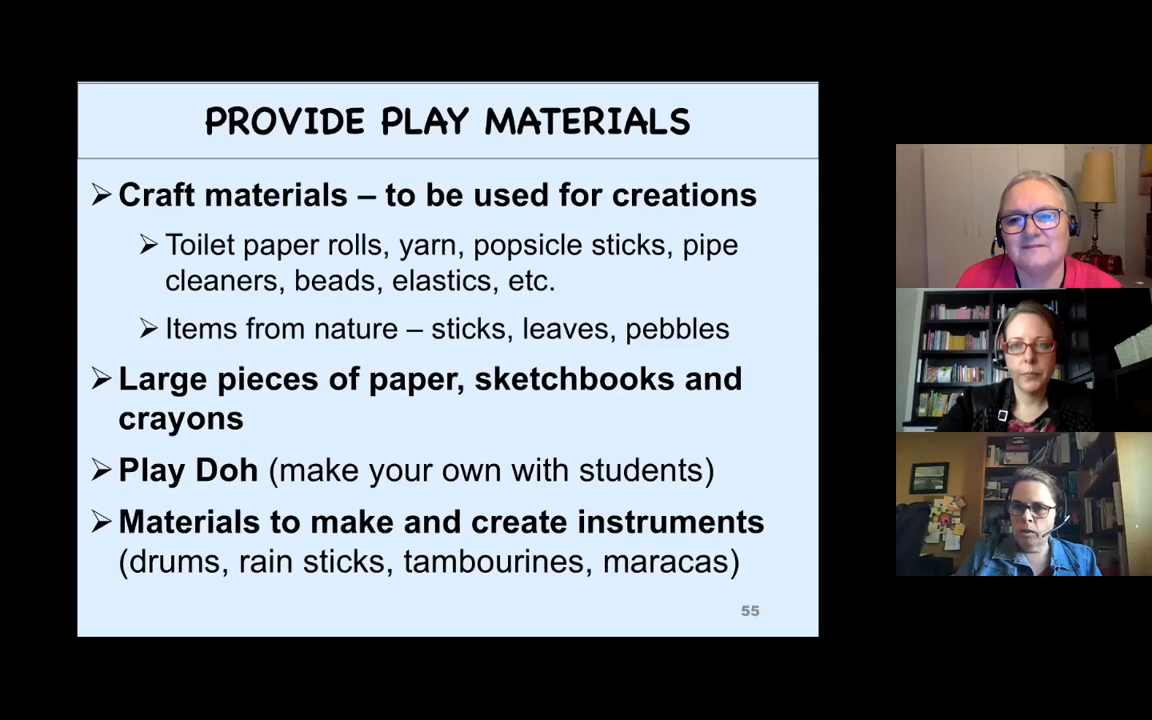 PROVIDE PLAY MATERIALS
➢ Craft materials – to be used for creations
➢ Toilet paper rolls, yarn, popsicle sticks, pipe
cleaners, beads, elastics, etc.
➢ Items from nature – sticks, leaves, pebbles
➢ Large pieces of paper, sketchbooks and
crayons
➢ Play Doh (make your own with students)
➢ Materials to make and create instruments
(drums, rain sticks, tambourines, maracas)
55